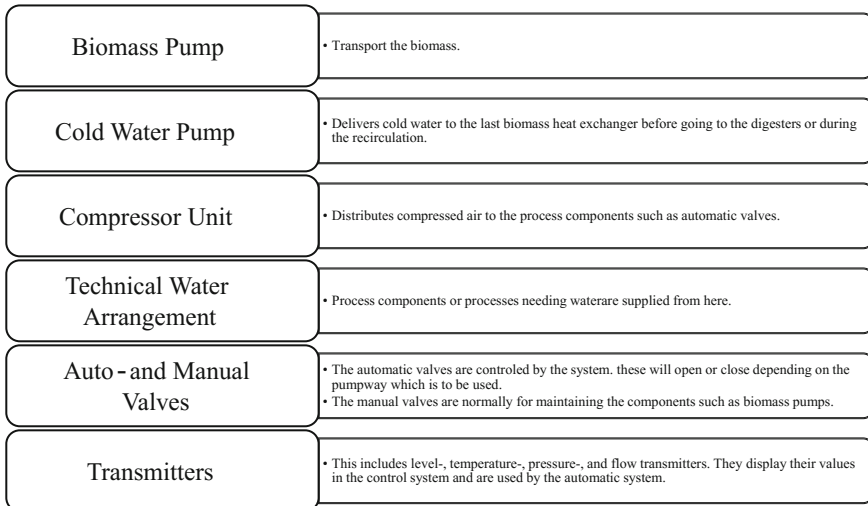 Biomass Pump
• Transport the biomass.
Cold Water Pump
• Delivers cold water to the last biomass heat exchanger before going to the digesters or during
the recirculation.
Compressor Unit
• Distributes compressed air to the process components such as automatic valves.
Technical Water
Arrangement
• Process components or processes needing waterare supplied from here.
Auto-and Manual
Valves
• The automatic valves are controled by the system. these will open or close depending on the
pumpway which is to be used.
• The manual valves are normally for maintaining the components such as biomass pumps.
Transmitters
• This includes level-, temperature-, pressure-, and flow transmitters. They display their values
in the control system and are used by the automatic system.